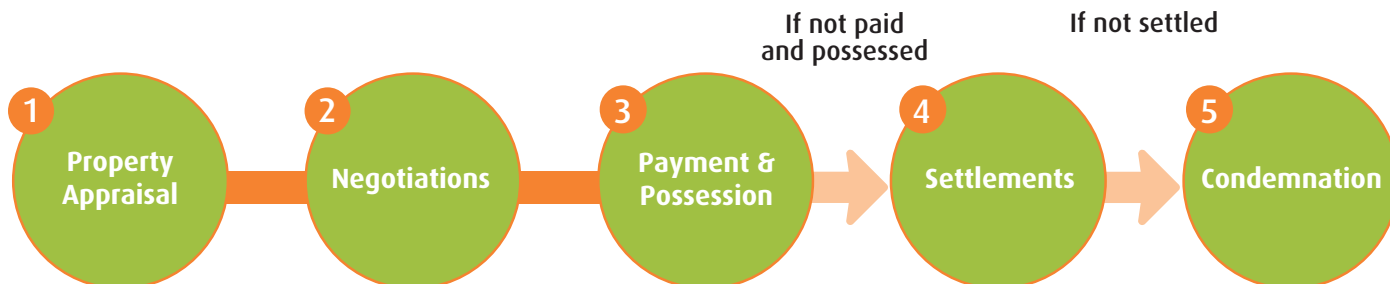 If not paid
and possessed
If not settled
1
Property
Appraisal
2
Negotiations
3
Payment &
Possession
4
Settlements
5
Condemnation